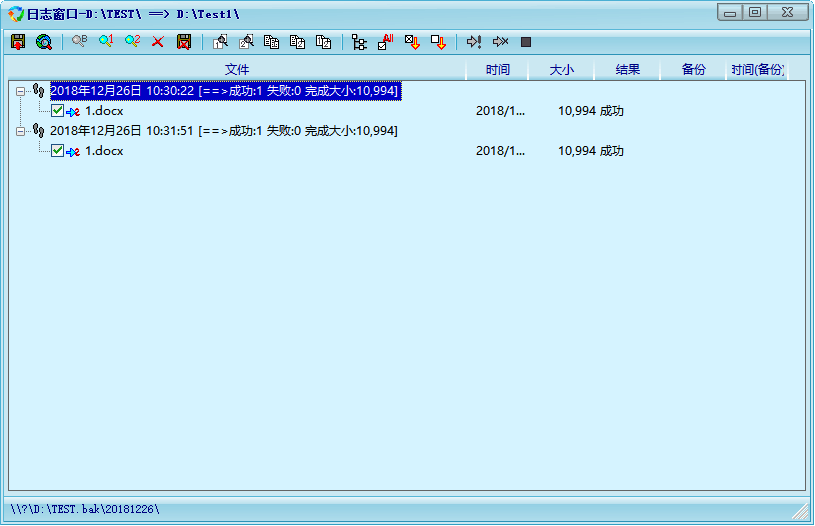 日志窗口-D:\TEST\ ==> D:\Test1\
文件 时间 大小 结果 备份 时间(备份)
2018年12月26日 10:30:22 [==>成功:1 失败:0 完成大小:10,994]
1.docx 2018/1... 10,994 成功
2018年12月26日 10:31:51 [==>成功:1 失败:0 完成大小:10,994]
1.docx 2018/1... 10,994 成功
\\?\D:\TEST.bak\20181226\